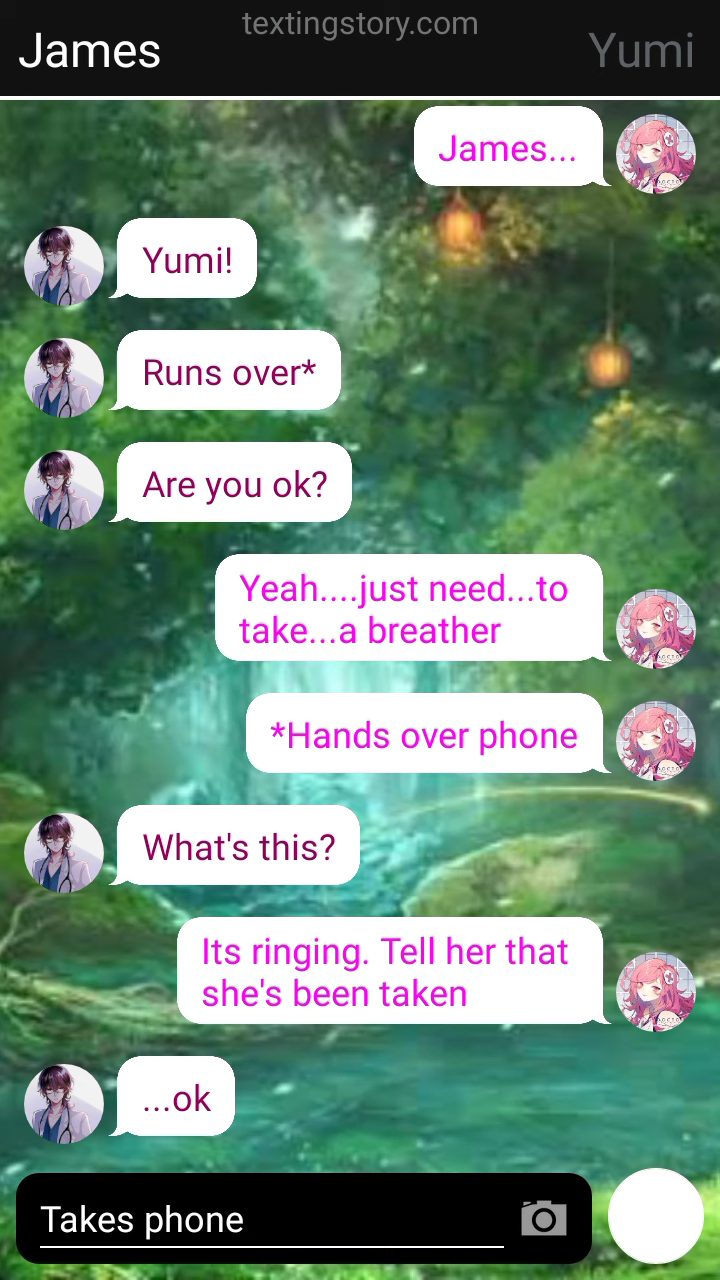 textingstory.com
James
Yumi
James...
Yumi!
Runs over*
Are you ok?
Yeah....just need...to
take...a breather
*Hands over phone
What's this?
Its ringing. Tell her that
she's been taken
...ok
Takes phone